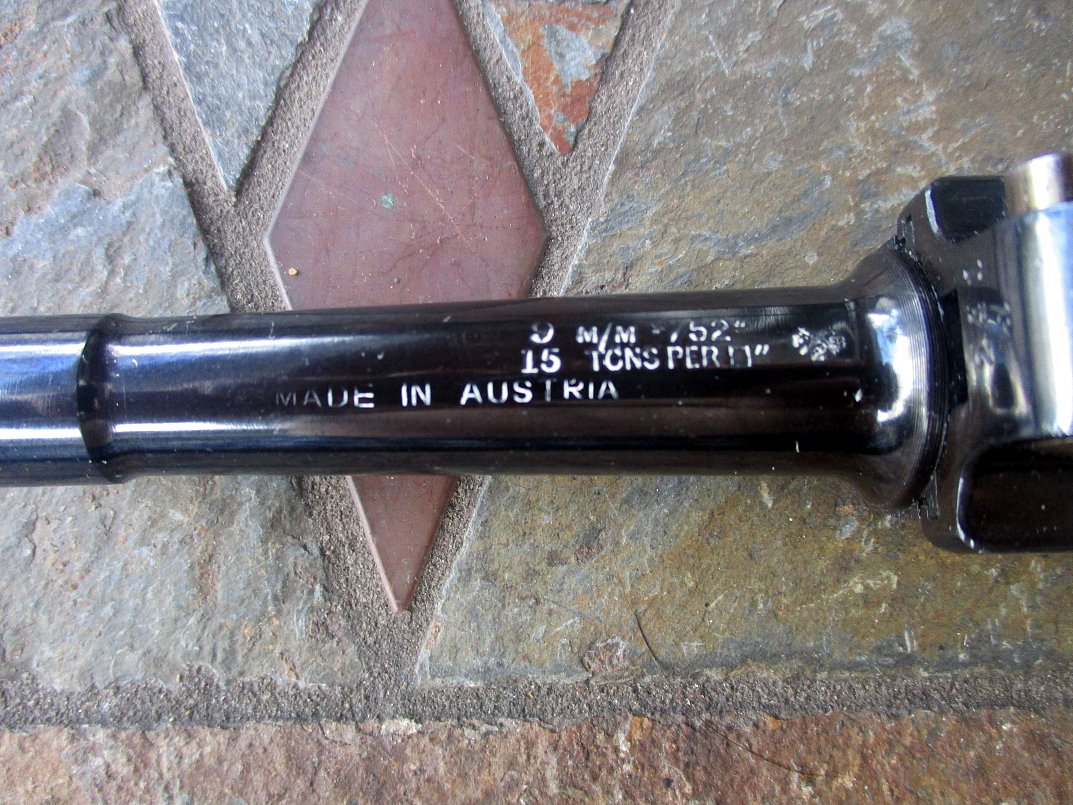 9 M/M ·752"
15 TONS PER □"
MADE IN AUSTRIA